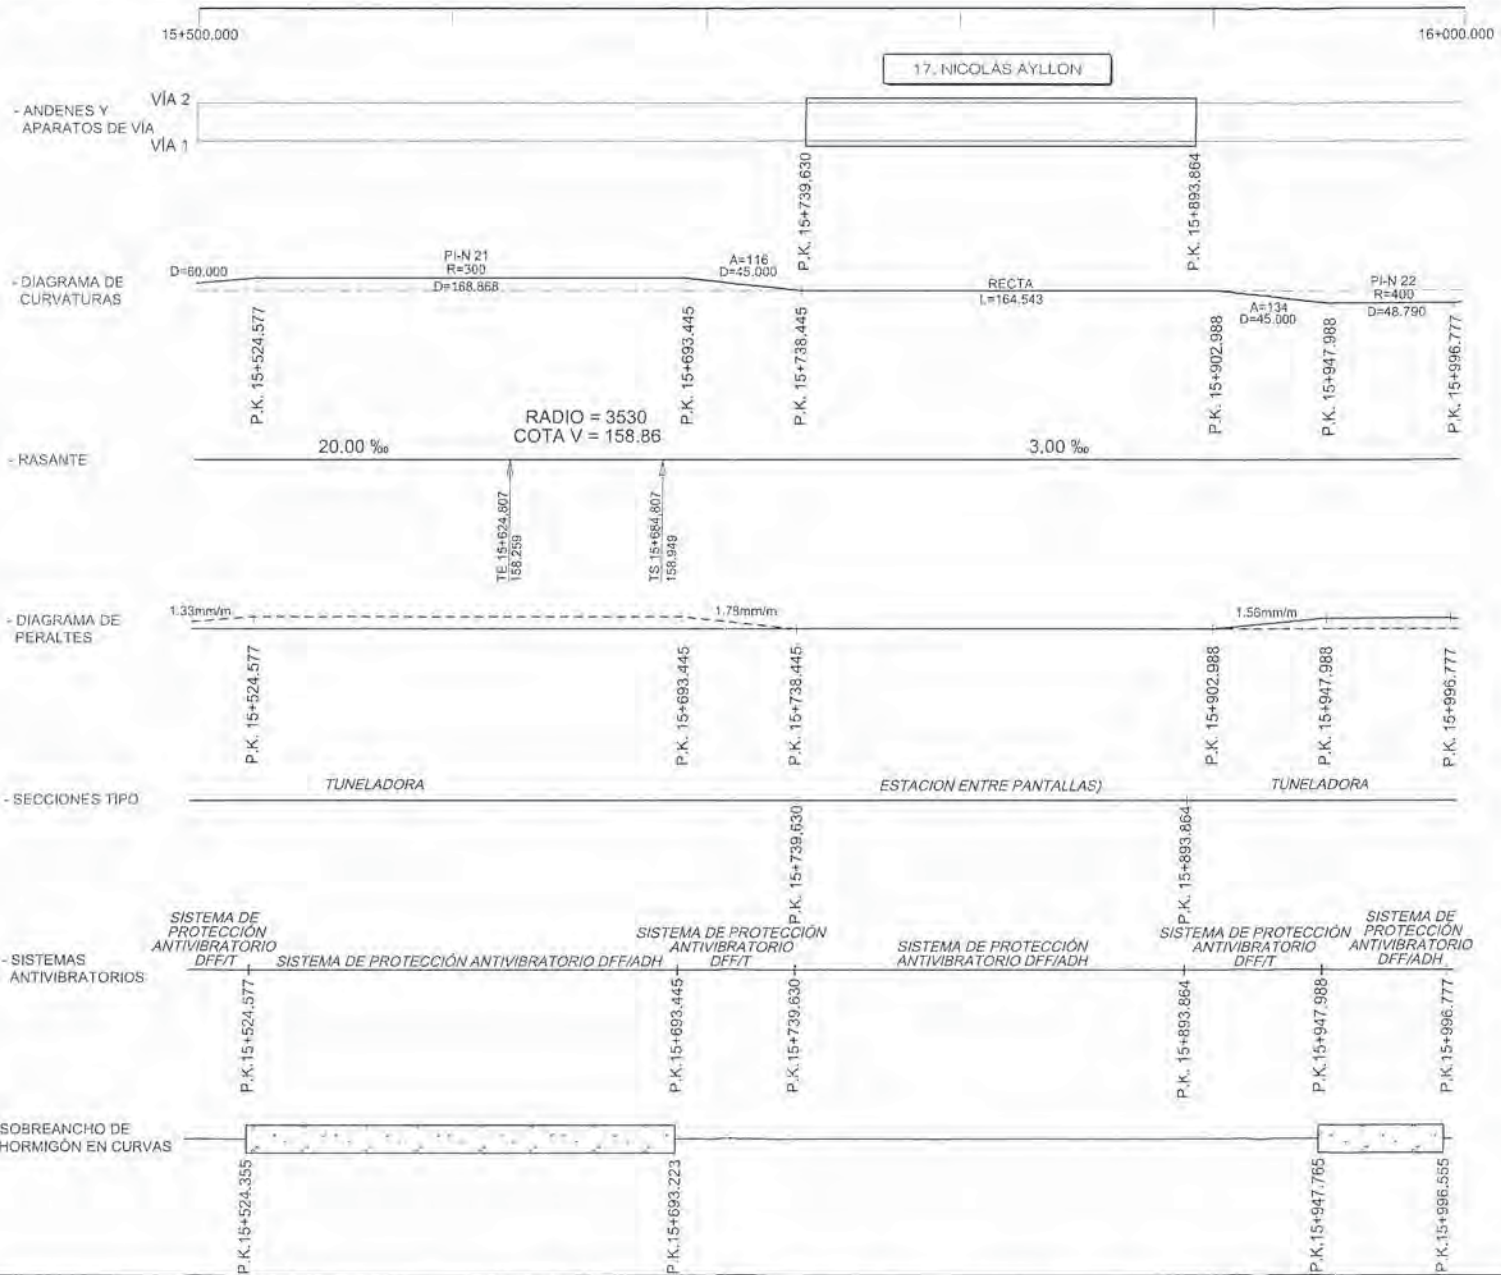 15+500.000
16+000.000
17. NICOLÁS AYLLON
- ANDENES Y
APARATOS DE VÍA
VÍA 2
VÍA 1
P.K. 15+739.630
P.K. 15+893.864
- DIAGRAMA DE
CURVATURAS
D=60.000
PI-N 21
R=300
D=168.868
A=116
D=45.000
RECTA
L=164.543
A=134
D=45.000
PI-N 22
R=400
D=48.790
P.K. 15+524.577
P.K. 15+693.445
P.K. 15+738.445
P.K. 15+902.988
P.K. 15+947.988
P.K. 15+996.777
- RASANTE
20.00 ‰
RADIO = 3530
COTA V = 158.86
3.00 ‰
TE 15+624.807
158.259
TS 15+684.807
158.949
- DIAGRAMA DE
PERALTES
1.33mm/m
1.78mm/m
1.56mm/m
P.K. 15+524.577
P.K. 15+693.445
P.K. 15+738.445
P.K. 15+902.988
P.K. 15+947.988
P.K. 15+996.777
- SECCIONES TIPO
TUNELADORA
ESTACION ENTRE PANTALLAS)
TUNELADORA
P.K. 15+739.630
P.K. 15+893.864
- SISTEMAS
ANTIVIBRATORIOS
SISTEMA DE
PROTECCIÓN
ANTIVIBRATORIO
DFF/T
SISTEMA DE PROTECCIÓN ANTIVIBRATORIO DFF/ADH
SISTEMA DE PROTECCIÓN
ANTIVIBRATORIO
DFF/T
SISTEMA DE PROTECCIÓN
ANTIVIBRATORIO DFF/ADH
SISTEMA DE PROTECCIÓN
ANTIVIBRATORIO
DFF/T
SISTEMA DE
PROTECCIÓN
ANTIVIBRATORIO
DFF/ADH
P.K.15+524.577
P.K.15+693.445
P.K.15+739.630
P.K. 15+893.864
P.K.15+947.988
P.K.15+996.777
SOBREANCHO DE
HORMIGÓN EN CURVAS
P.K.15+524.355
P.K.15+693.223
P.K.15+947.765
P.K.15+996.555